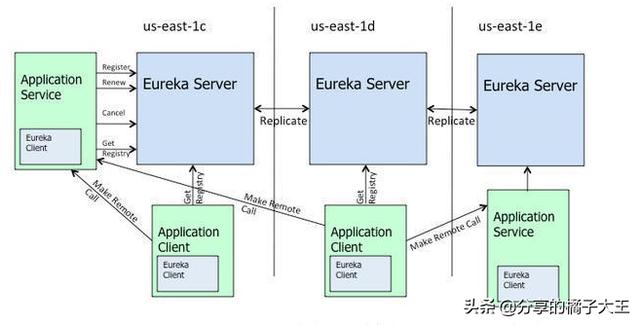 us-east-1c
us-east-1d
us-east-1e
Application
Service
Eureka
Client
Register
Renew
Cancel
Get
Registry
Eureka Server
Replicate
Eureka Server
Replicate
Eureka Server
Make Remote
Call
Get
Registry
Make Remote
Call
Get
Registry
Make Remote Call
Application
Client
Eureka
Client
Application
Client
Eureka
Client
Application
Service
Eureka
Client
头条 @分享的橘子大王